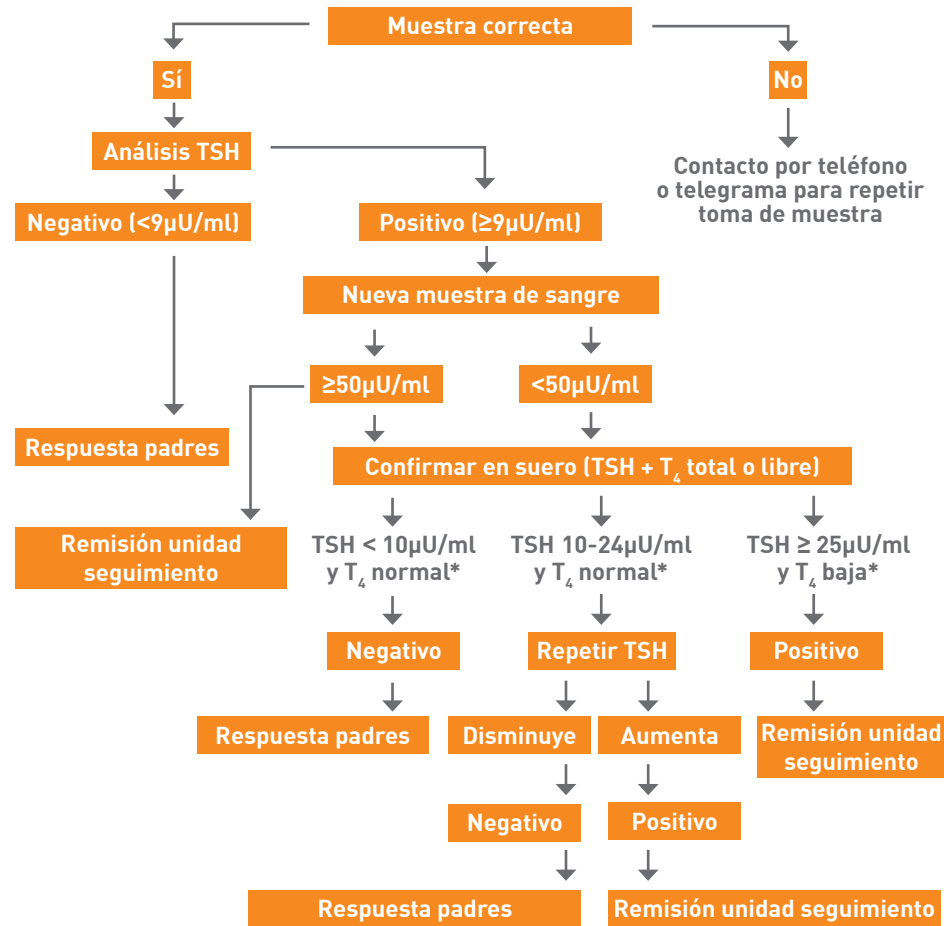 Muestra correcta
Sí
No
Análisis TSH
Contacto por teléfono
o telegrama para repetir
toma de muestra
Negativo (<9µU/ml)
Positivo (≥9µU/ml)
Nueva muestra de sangre
≥50µU/ml
<50µU/ml
Respuesta padres
Confirmar en suero (TSH + T₄ total o libre)
Remisión unidad
seguimiento
TSH < 10µU/ml
y T₄ normal*
TSH 10-24µU/ml
y T₄ normal*
TSH ≥ 25µU/ml
y T₄ baja*
Negativo
Repetir TSH
Positivo
Respuesta padres
Disminuye
Aumenta
Remisión unidad
seguimiento
Negativo
Positivo
Respuesta padres
Remisión unidad seguimiento